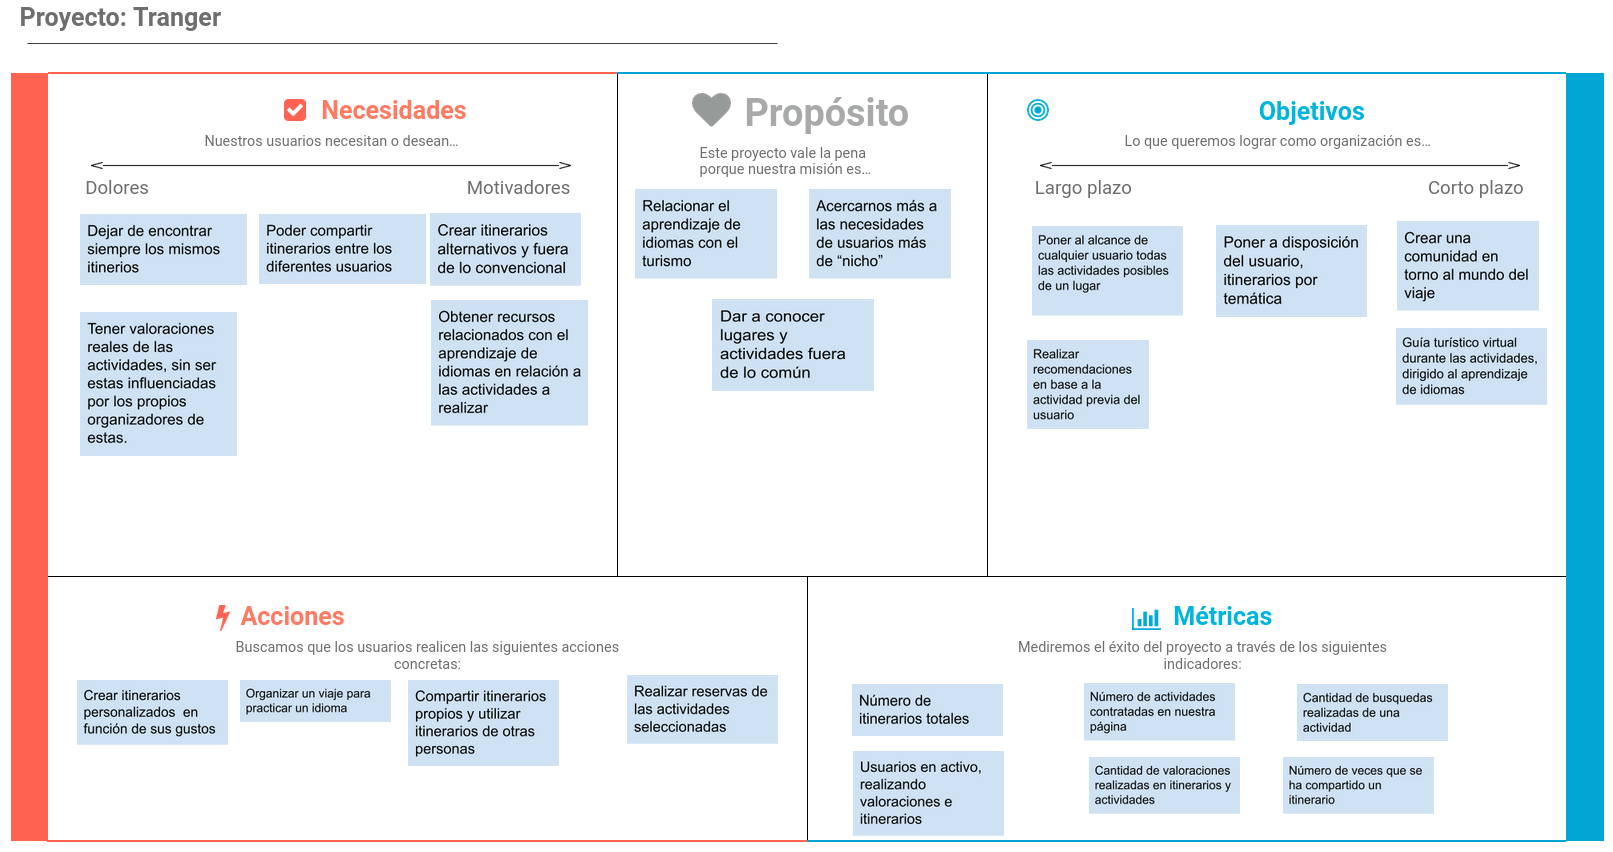 Proyecto: Tranger
Necesidades
Nuestros usuarios necesitan o desean...
Dolores
Motivadores
Dejar de encontrar
siempre los mismos
itinerios
Poder compartir
itinerarios entre los
diferentes usuarios
Crear itinerarios
alternativos y fuera
de lo convencional
Tener valoraciones
reales de las
actividades, sin ser
estas influenciadas
por los propios
organizadores de
estas.
Obtener recursos
relacionados con el
aprendizaje de
idiomas en relación a
las actividades a
realizar
Propósito
Este proyecto vale la pena
porque nuestra misión es...
Relacionar el
aprendizaje de
idiomas con el
turismo
Acercarnos más a
las necesidades
de usuarios más
de “nicho”
Dar a conocer
lugares y
actividades fuera
de lo común
Objetivos
Lo que queremos lograr como organización es...
Largo plazo
Corto plazo
Poner al alcance de
cualquier usuario todas
las actividades posibles
de un lugar
Poner a disposición
del usuario,
itinerarios por
temática
Crear una
comunidad en
torno al mundo del
viaje
Realizar
recomendaciones
en base a la
actividad previa del
usuario
Guía turístico virtual
durante las actividades,
dirigido al aprendizaje
de idiomas
Acciones
Buscamos que los usuarios realicen las siguientes acciones
concretas:
Crear itinerarios
personalizados en
función de sus gustos
Organizar un viaje para
practicar un idioma
Compartir itinerarios
propios y utilizar
itinerarios de otras
personas
Realizar reservas de
las actividades
seleccionadas
Métricas
Mediremos el éxito del proyecto a través de los siguientes
indicadores:
Número de
itinerarios totales
Número de actividades
contratadas en nuestra
página
Cantidad de busquedas
realizadas de una
actividad
Usuarios en activo,
realizando
valoraciones e
itinerarios
Cantidad de valoraciones
realizadas en itinerarios y
actividades
Número de veces que se
ha compartido un
itinerario